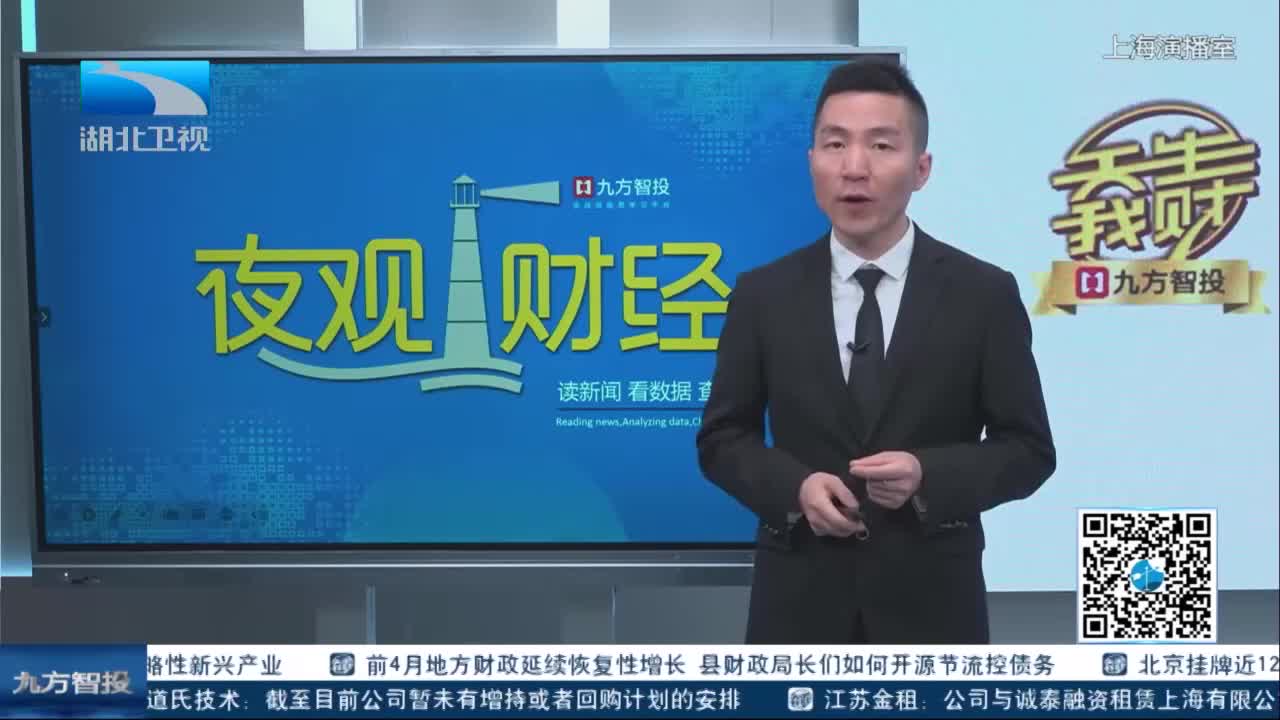 上海演播室
湖北卫视
九方智投
夜观财经
读新闻 看数据 查
Reading news,Analyzing data,Ch
天生我财
九方智投
九方智投
略性新兴产业 前4月地方财政延续恢复性增长 县财政局长们如何开源节流控债务 北京挂牌近12
道氏技术：截至目前公司暂未有增持或者回购计划的安排 江苏金租：公司与诚泰融资租赁上海有限公